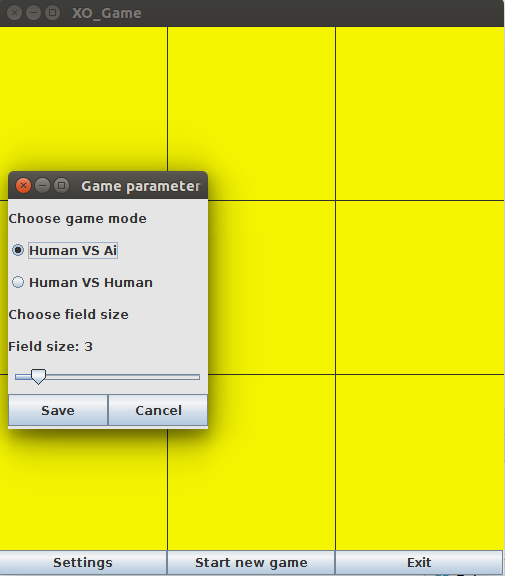 XO_Game
Game parameter
Choose game mode
Human VS Ai
Human VS Human
Choose field size
Field size: 3
Save Cancel
Settings Start new game Exit